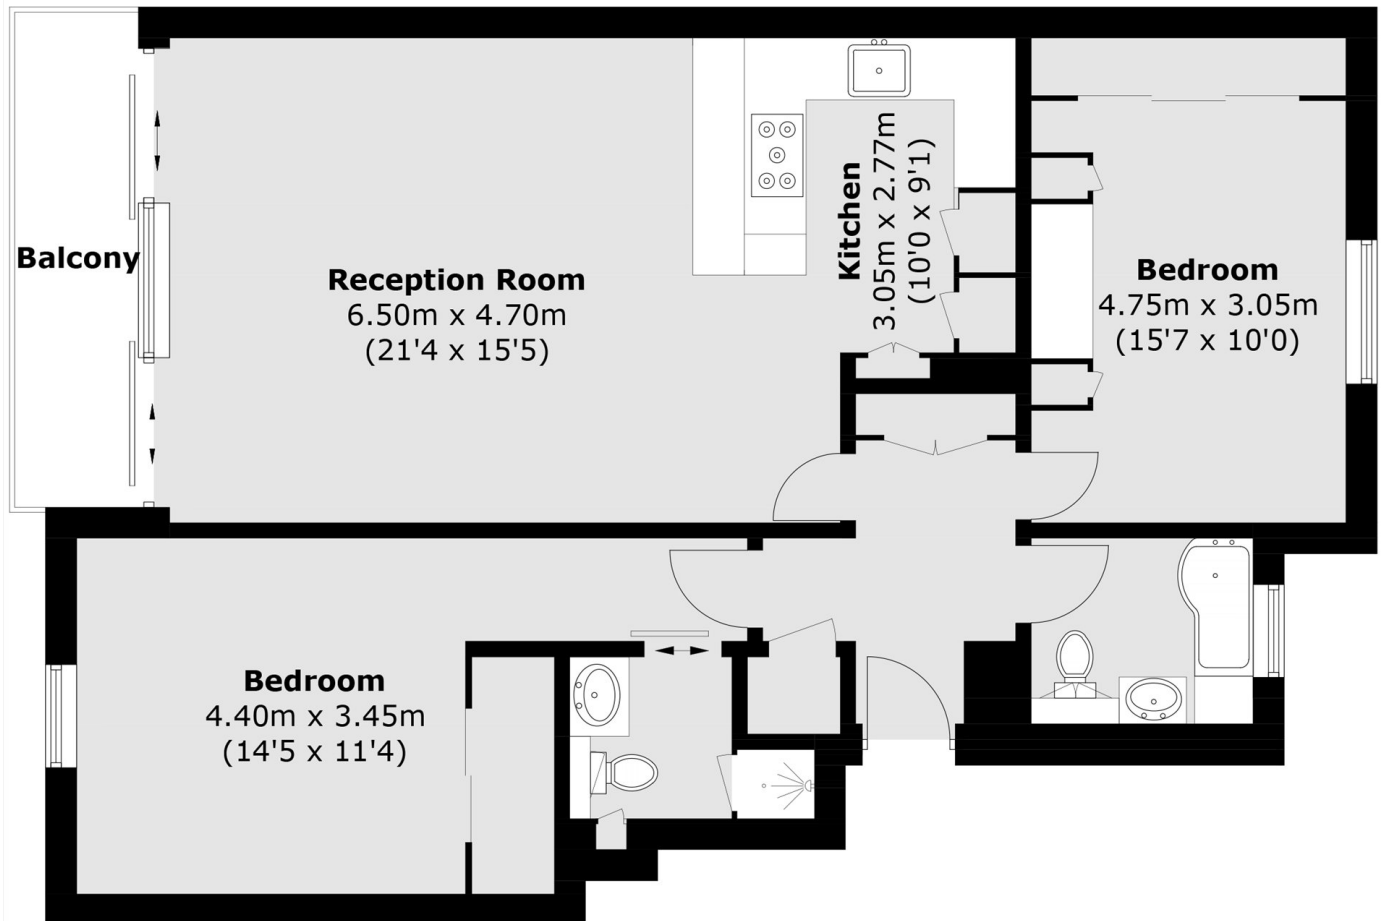 Balcony
Reception Room
6.50m x 4.70m
(21'4 x 15'5)
Kitchen
3.05m x 2.77m
(10'0 x 9'1)
Bedroom
4.75m x 3.05m
(15'7 x 10'0)
Bedroom
4.40m x 3.45m
(14'5 x 11'4)